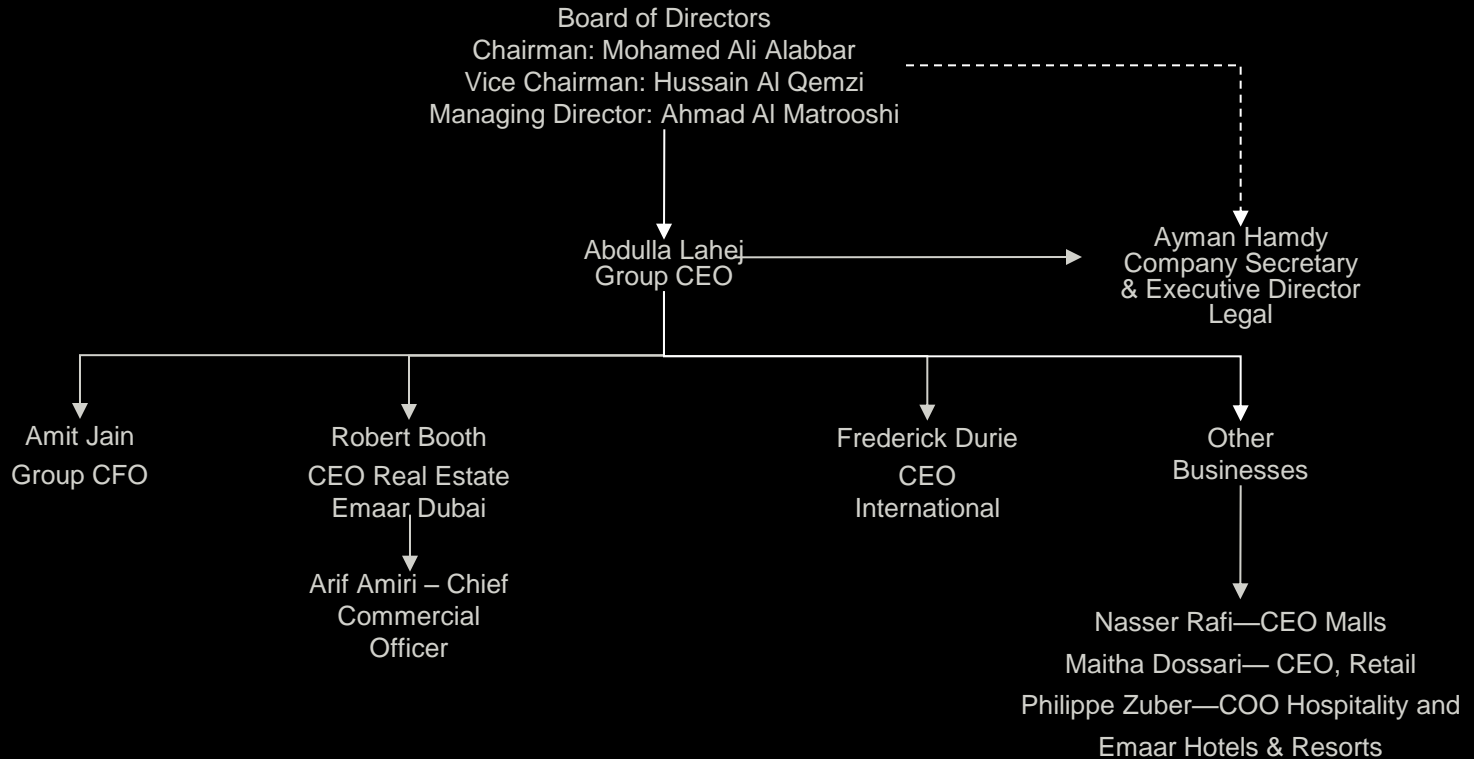 Board of Directors
Chairman: Mohamed Ali Alabbar
Vice Chairman: Hussain Al Qemzi
Managing Director: Ahmad Al Matrooshi
Abdulla Lahej
Group CEO
Ayman Hamdy
Company Secretary
& Executive Director
Legal
Amit Jain
Group CFO
Robert Booth
CEO Real Estate
Emaar Dubai
Arif Amiri – Chief
Commercial
Officer
Frederick Durie
CEO
International
Other
Businesses
Nasser Rafi—CEO Malls
Maitha Dossari— CEO, Retail
Philippe Zuber—COO Hospitality and
Emaar Hotels & Resorts